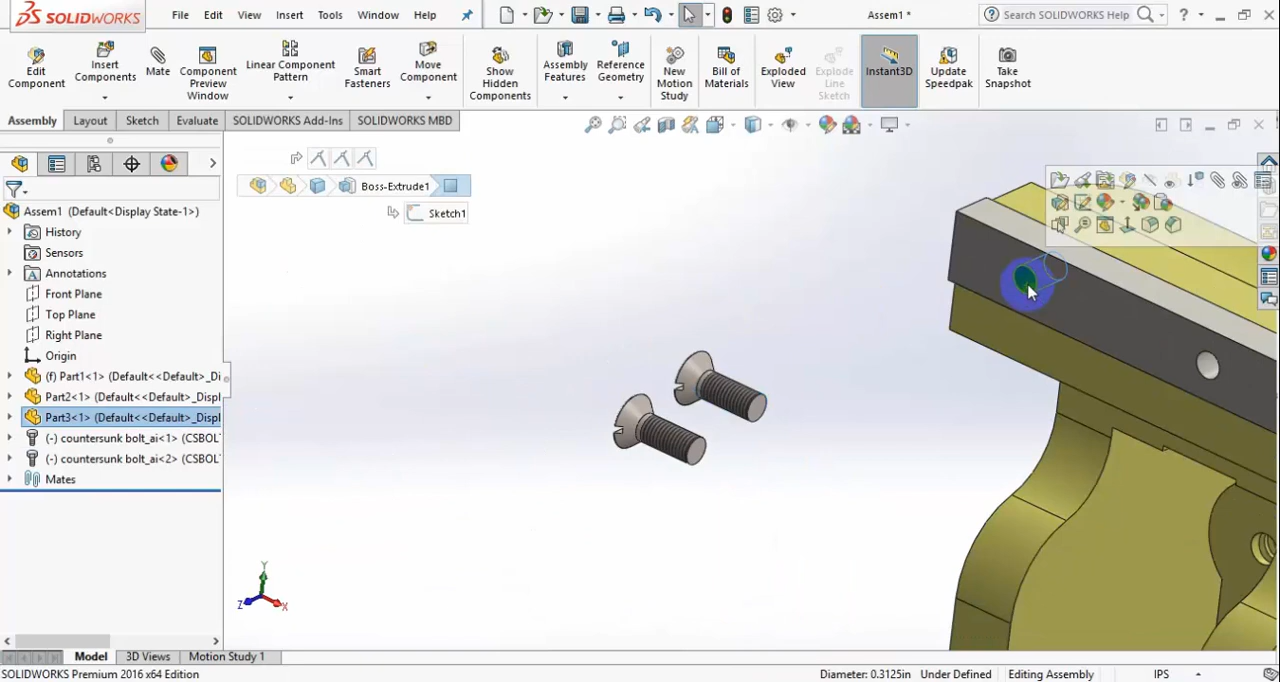 SOLIDWORKS
File Edit View Insert Tools Window Help
Assem1 *
Search SOLIDWORKS Help
Edit Component
Insert Components
Mate
Component Preview Window
Linear Component Pattern
Smart Fasteners
Move Component
Show Hidden Components
Assembly Features
Reference Geometry
New Motion Study
Bill of Materials
Exploded View
Explode Line Sketch
Instant3D
Update Speedpak
Take Snapshot
Assembly Layout Sketch Evaluate SOLIDWORKS Add-Ins SOLIDWORKS MBD
Boss-Extrude1
Sketch1
Assem1 (Default<Display State-1>)
History
Sensors
Annotations
Front Plane
Top Plane
Right Plane
Origin
(f) Part1<1> (Default<<Default>_Di
Part2<1> (Default<<Default>_Displ
Part3<1> (Default<<Default>_Displ
(-) countersunk bolt_ai<1> (CSBOL
(-) countersunk bolt_ai<2> (CSBOL
Mates
Y
Z
X
Model 3D Views Motion Study 1
SOLIDWORKS Premium 2016 x64 Edition
Diameter: 0.3125in Under Defined Editing Assembly IPS